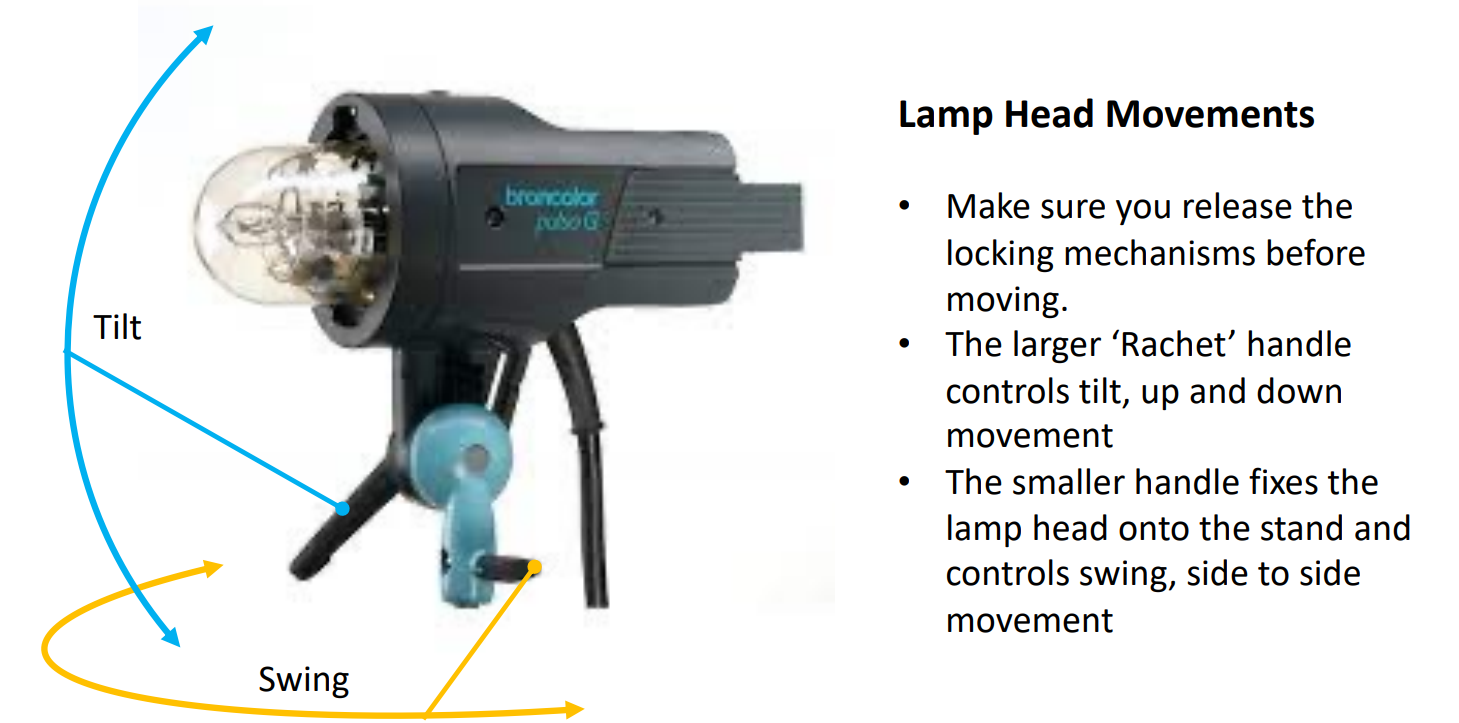 Lamp Head Movements
broncolor
pulso G
• Make sure you release the
locking mechanisms before
moving.
• The larger ‘Rachet’ handle
controls tilt, up and down
movement
• The smaller handle fixes the
lamp head onto the stand and
controls swing, side to side
movement
Tilt
Swing